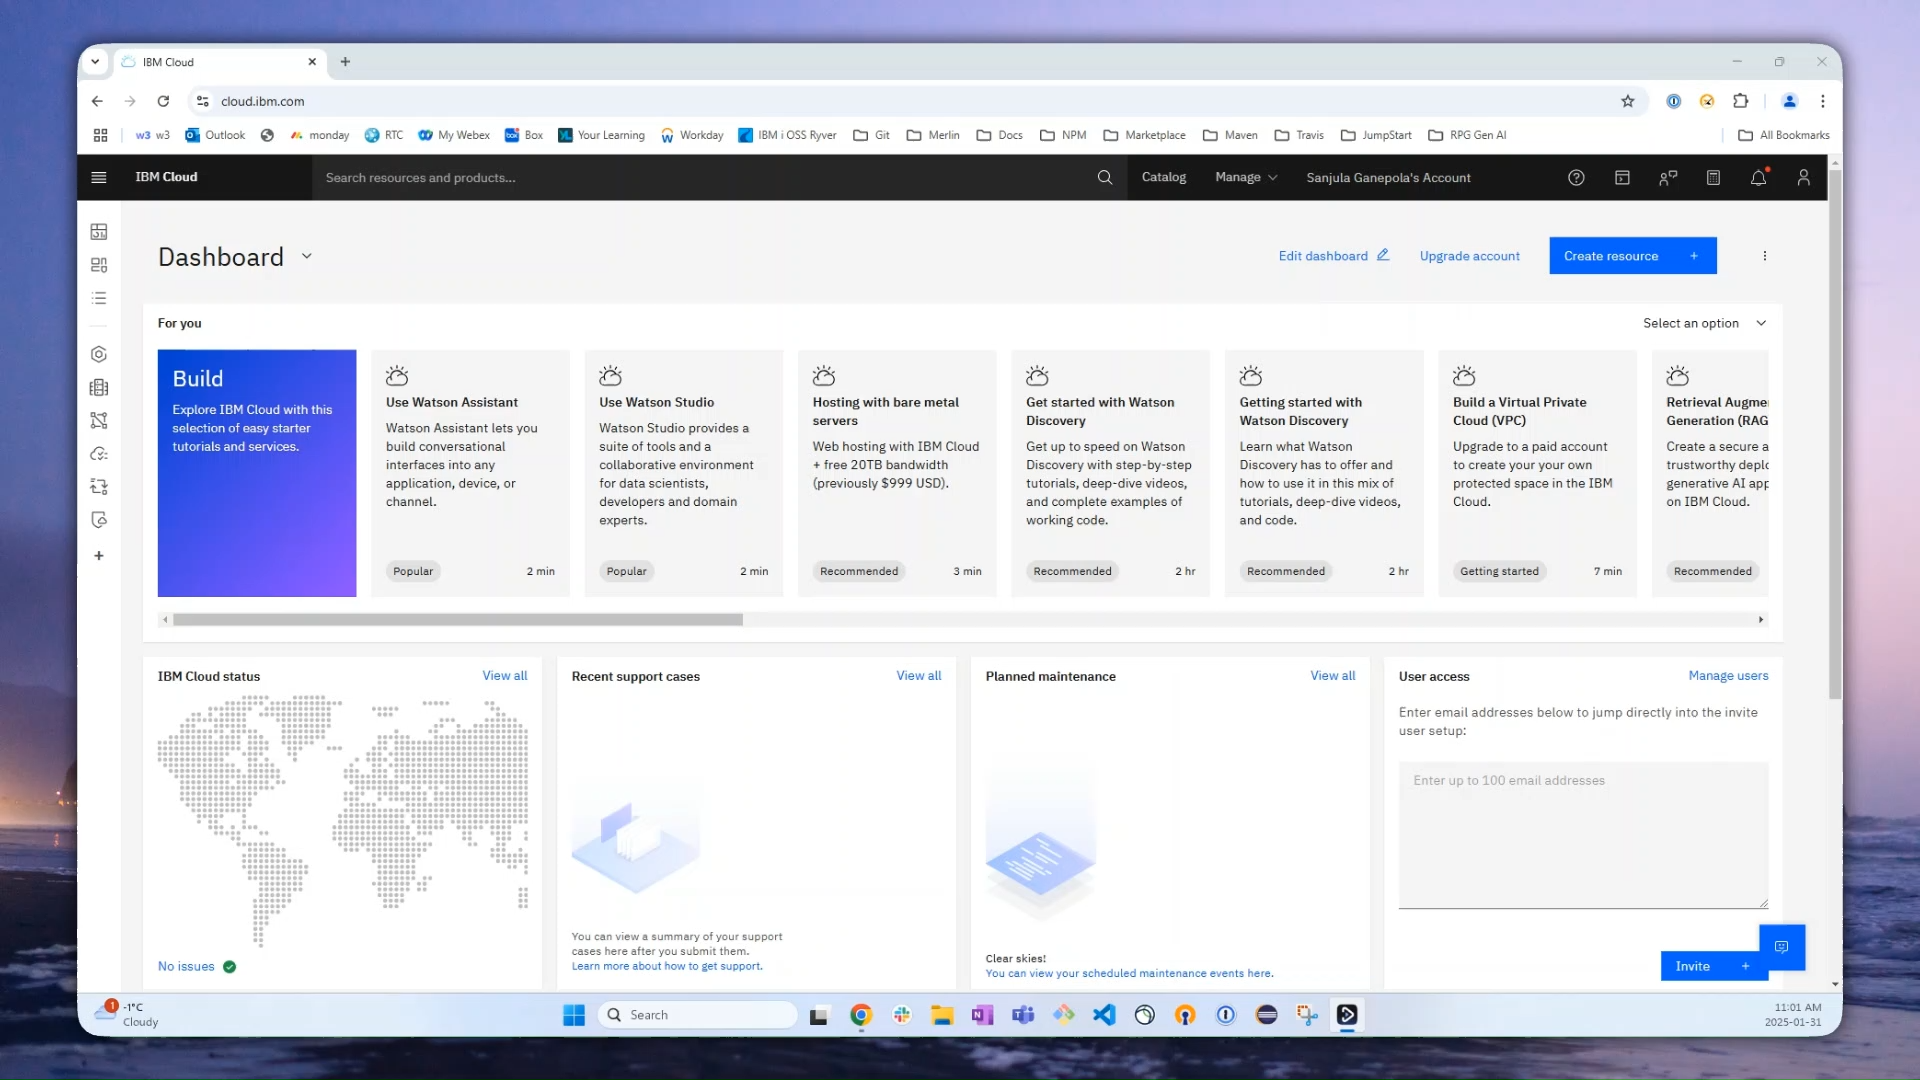 IBM Cloud
cloud.ibm.com
w3 w3 Outlook monday RTC My Webex box Box Your Learning Workday IBM i OSS Ryver Git Merlin Docs NPM Marketplace Maven Travis JumpStart RPG Gen AI All Bookmarks
IBM Cloud Search resources and products... Catalog Manage Sanjula Ganepola's Account
Dashboard
Edit dashboard Upgrade account Create resource +
For you
Select an option
Build
Explore IBM Cloud with this
selection of easy starter
tutorials and services.
Use Watson Assistant
Watson Assistant lets you
build conversational
interfaces into any
application, device, or
channel.
Popular 2 min
Use Watson Studio
Watson Studio provides a
suite of tools and a
collaborative environment
for data scientists,
developers and domain
experts.
Popular 2 min
Hosting with bare metal
servers
Web hosting with IBM Cloud
+ free 20TB bandwidth
(previously $999 USD).
Recommended 3 min
Get started with Watson
Discovery
Get up to speed on Watson
Discovery with step-by-step
tutorials, deep-dive videos,
and complete examples of
working code.
Recommended 2 hr
Getting started with
Watson Discovery
Learn what Watson
Discovery has to offer and
how to use it in this mix of
tutorials, deep-dive videos,
and code.
Recommended 2 hr
Build a Virtual Private
Cloud (VPC)
Upgrade to a paid account
to create your your own
protected space in the IBM
Cloud.
Getting started 7 min
Retrieval Augme
Generation (RAG
Create a secure a
trustworthy deplo
generative AI app
on IBM Cloud.
Recommended
IBM Cloud status View all
No issues
Recent support cases View all
You can view a summary of your support
cases here after you submit them.
Learn more about how to get support.
Planned maintenance View all
Clear skies!
You can view your scheduled maintenance events here.
User access Manage users
Enter email addresses below to jump directly into the invite
user setup:
Enter up to 100 email addresses
Invite +
1 -1°C
Cloudy
Search
11:01 AM
2025-01-31